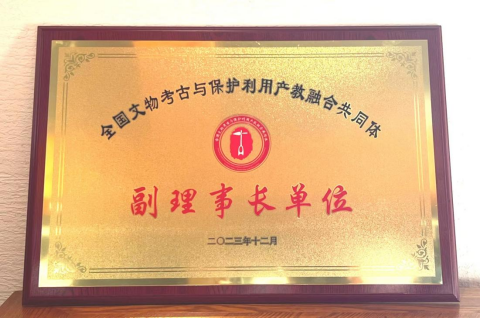 全国文物考古与保护利用产教融合共同体
副理事长单位
二〇二三年十二月